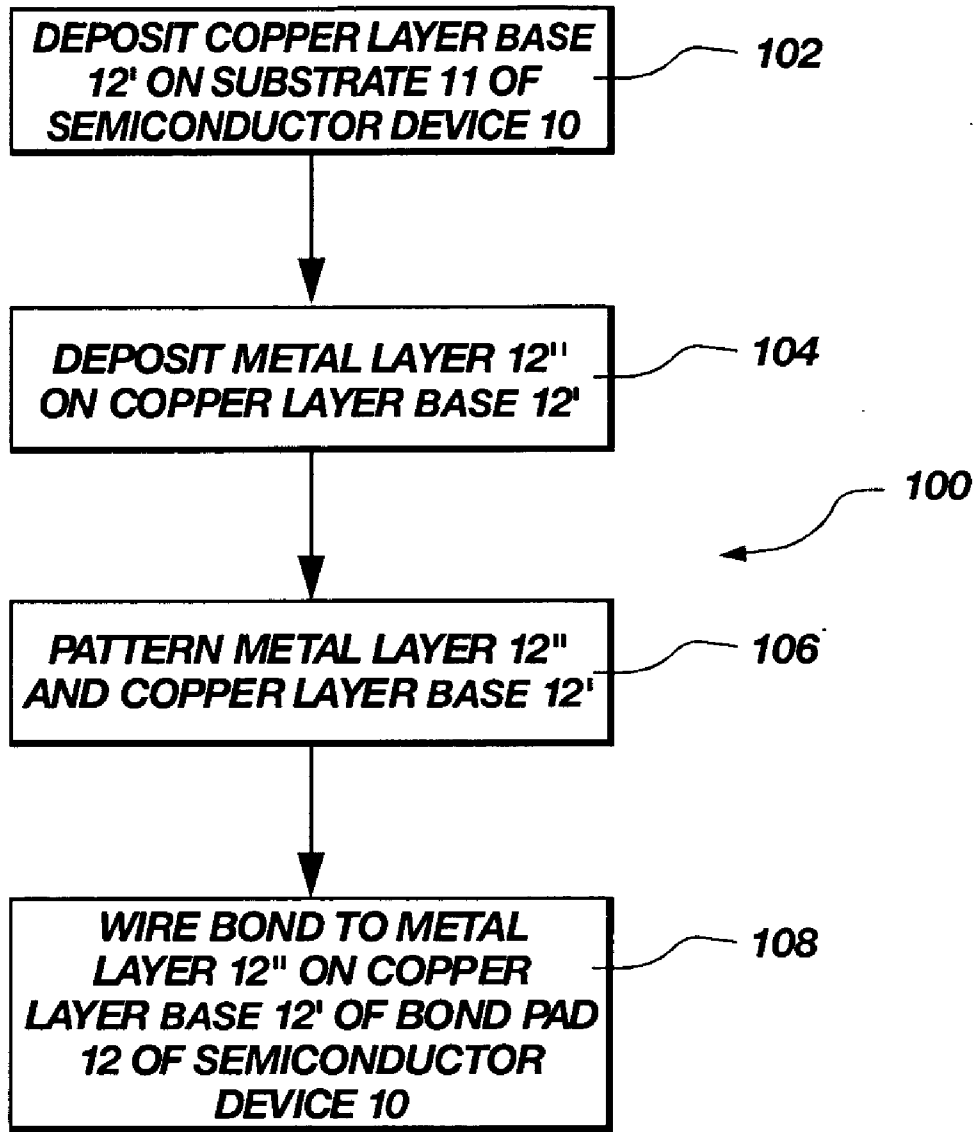 DEPOSIT COPPER LAYER BASE
12' ON SUBSTRATE 11 OF
SEMICONDUCTOR DEVICE 10
102
DEPOSIT METAL LAYER 12"
ON COPPER LAYER BASE 12'
104
100
PATTERN METAL LAYER 12"
AND COPPER LAYER BASE 12'
106
WIRE BOND TO METAL
LAYER 12" ON COPPER
LAYER BASE 12' OF BOND PAD
12 OF SEMICONDUCTOR
DEVICE 10
108